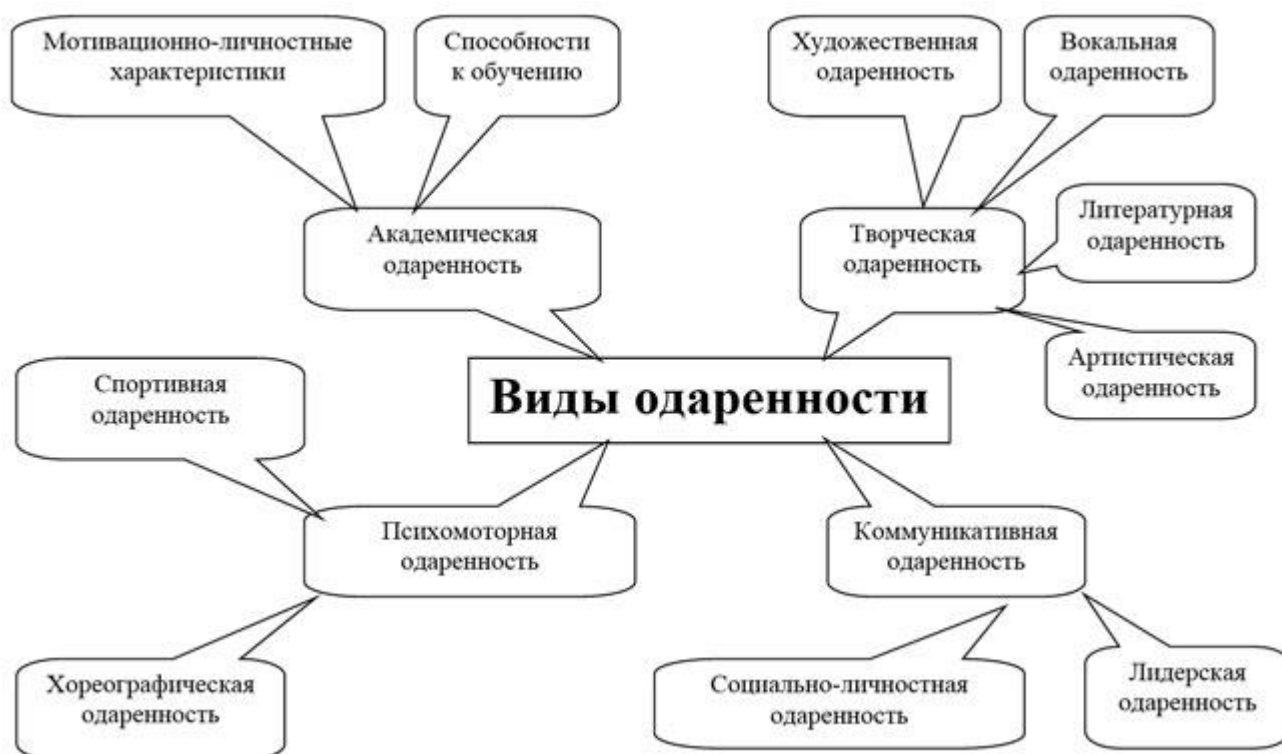 Мотивационно-личностные
характеристики
Способности
к обучению
Художественная
одаренность
Вокальная
одаренность
Академическая
одаренность
Творческая
одаренность
Литературная
одаренность
Артистическая
одаренность
Виды одаренности
Спортивная
одаренность
Психомоторная
одаренность
Коммуникативная
одаренность
Хореографическая
одаренность
Социально-личностная
одаренность
Лидерская
одаренность